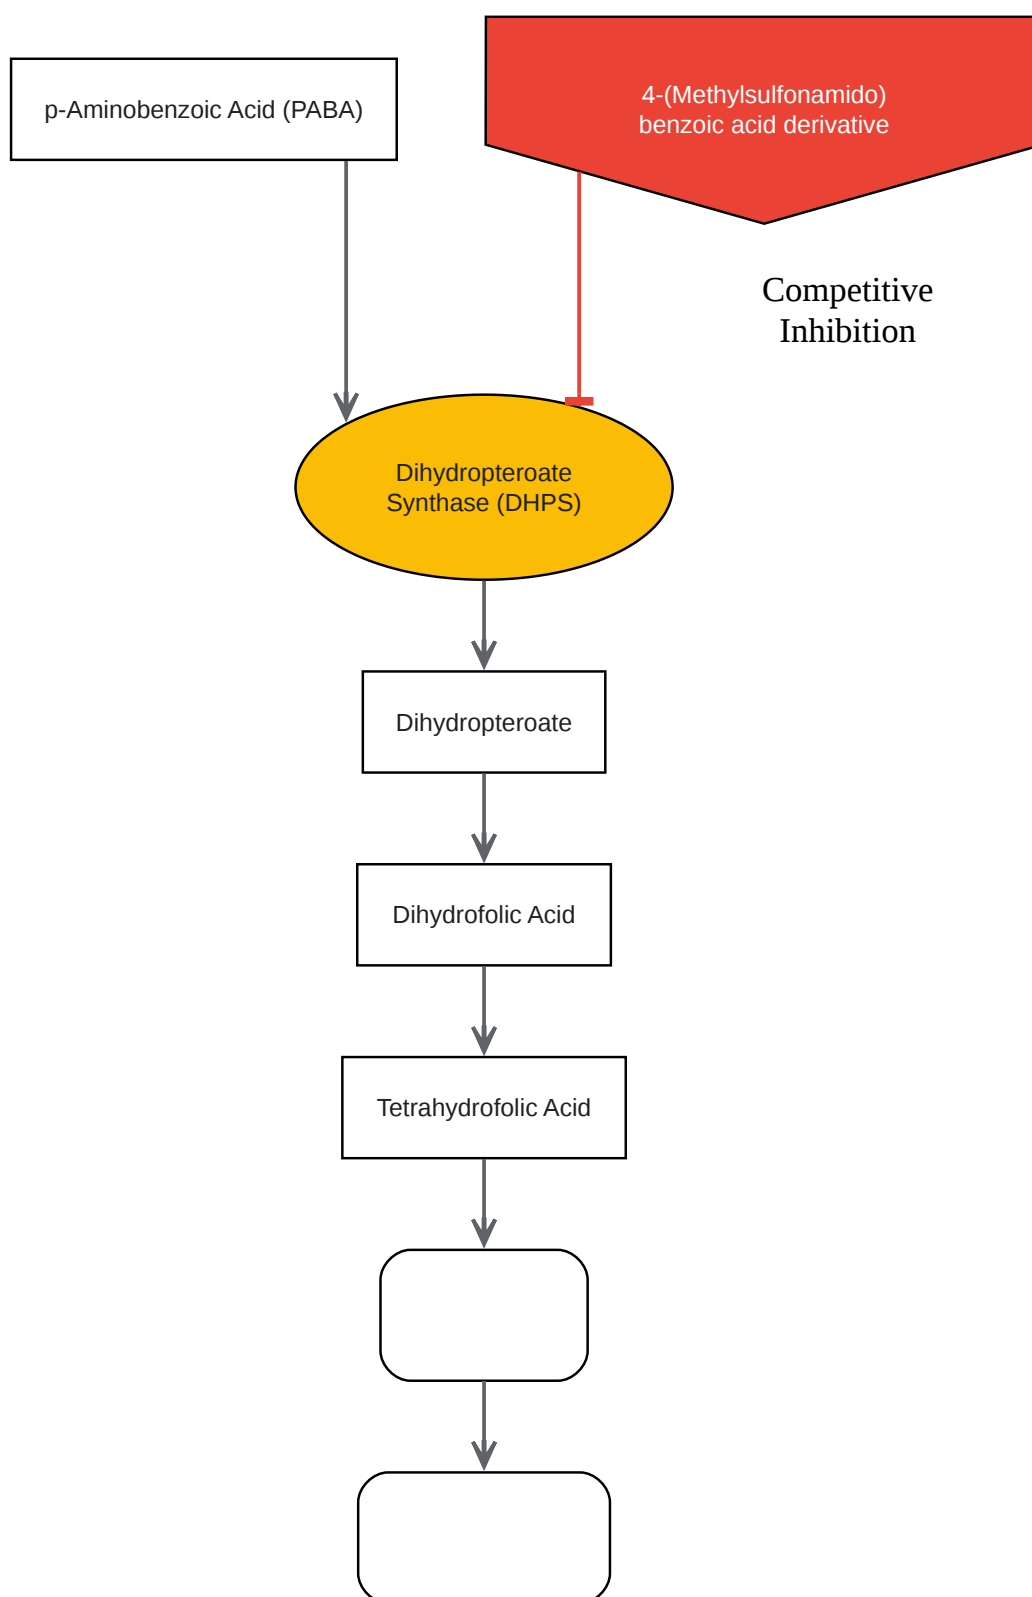 p-Aminobenzoic Acid (PABA)
4-(Methylsulfonamido)
benzoic acid derivative
Competitive
Inhibition
Dihydropteroate
Synthase (DHPS)
Dihydropteroate
Dihydrofolic Acid
Tetrahydrofolic Acid